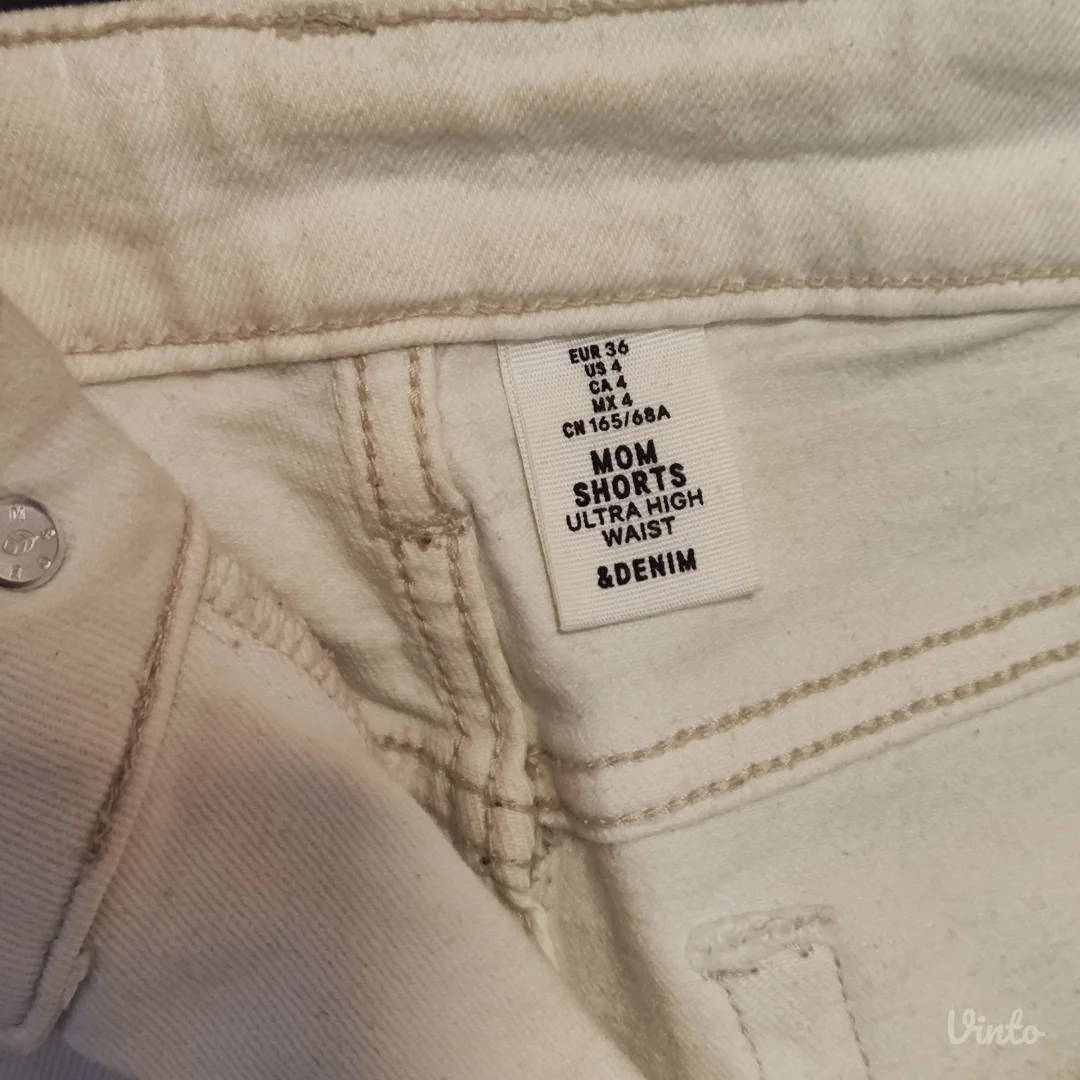 EUR 36
US 4
CA 4
MX 4
CN 165/68A
MOM
SHORTS
ULTRA HIGH
WAIST
&DENIM
Vinto